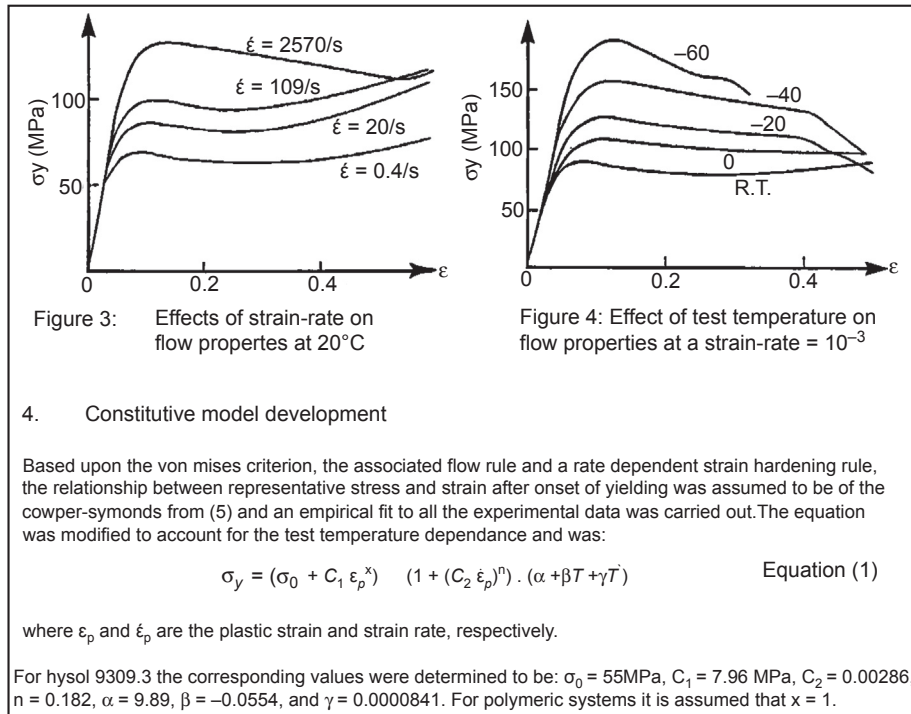 σy (MPa)
100
50
0
0.2
0.4
ε
έ = 2570/s
έ = 109/s
έ = 20/s
έ = 0.4/s
Figure 3: Effects of strain-rate on
flow propertes at 20°C
σy (MPa)
150
100
50
0
0.2
0.4
ε
–60
–40
–20
0
R.T.
Figure 4: Effect of test temperature on
flow properties at a strain-rate = 10⁻³
4. Constitutive model development
Based upon the von mises criterion, the associated flow rule and a rate dependent strain hardening rule,
the relationship between representative stress and strain after onset of yielding was assumed to be of the
cowper-symonds from (5) and an empirical fit to all the experimental data was carried out.The equation
was modified to account for the test temperature dependance and was:
σy = (σ₀ + C₁ εₚˣ) (1 + (C₂ ε̇ₚ)ⁿ) . (α +βT +γT˙) Equation (1)
where εₚ and έₚ are the plastic strain and strain rate, respectively.
For hysol 9309.3 the corresponding values were determined to be: σ₀ = 55MPa, C₁ = 7.96 MPa, C₂ = 0.00286,
n = 0.182, α = 9.89, β = –0.0554, and γ = 0.0000841. For polymeric systems it is assumed that x = 1.